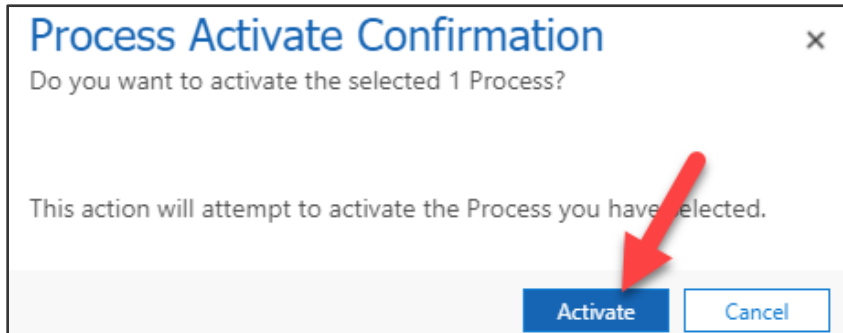 Process Activate Confirmation
Do you want to activate the selected 1 Process?
This action will attempt to activate the Process you have selected.
Activate
Cancel